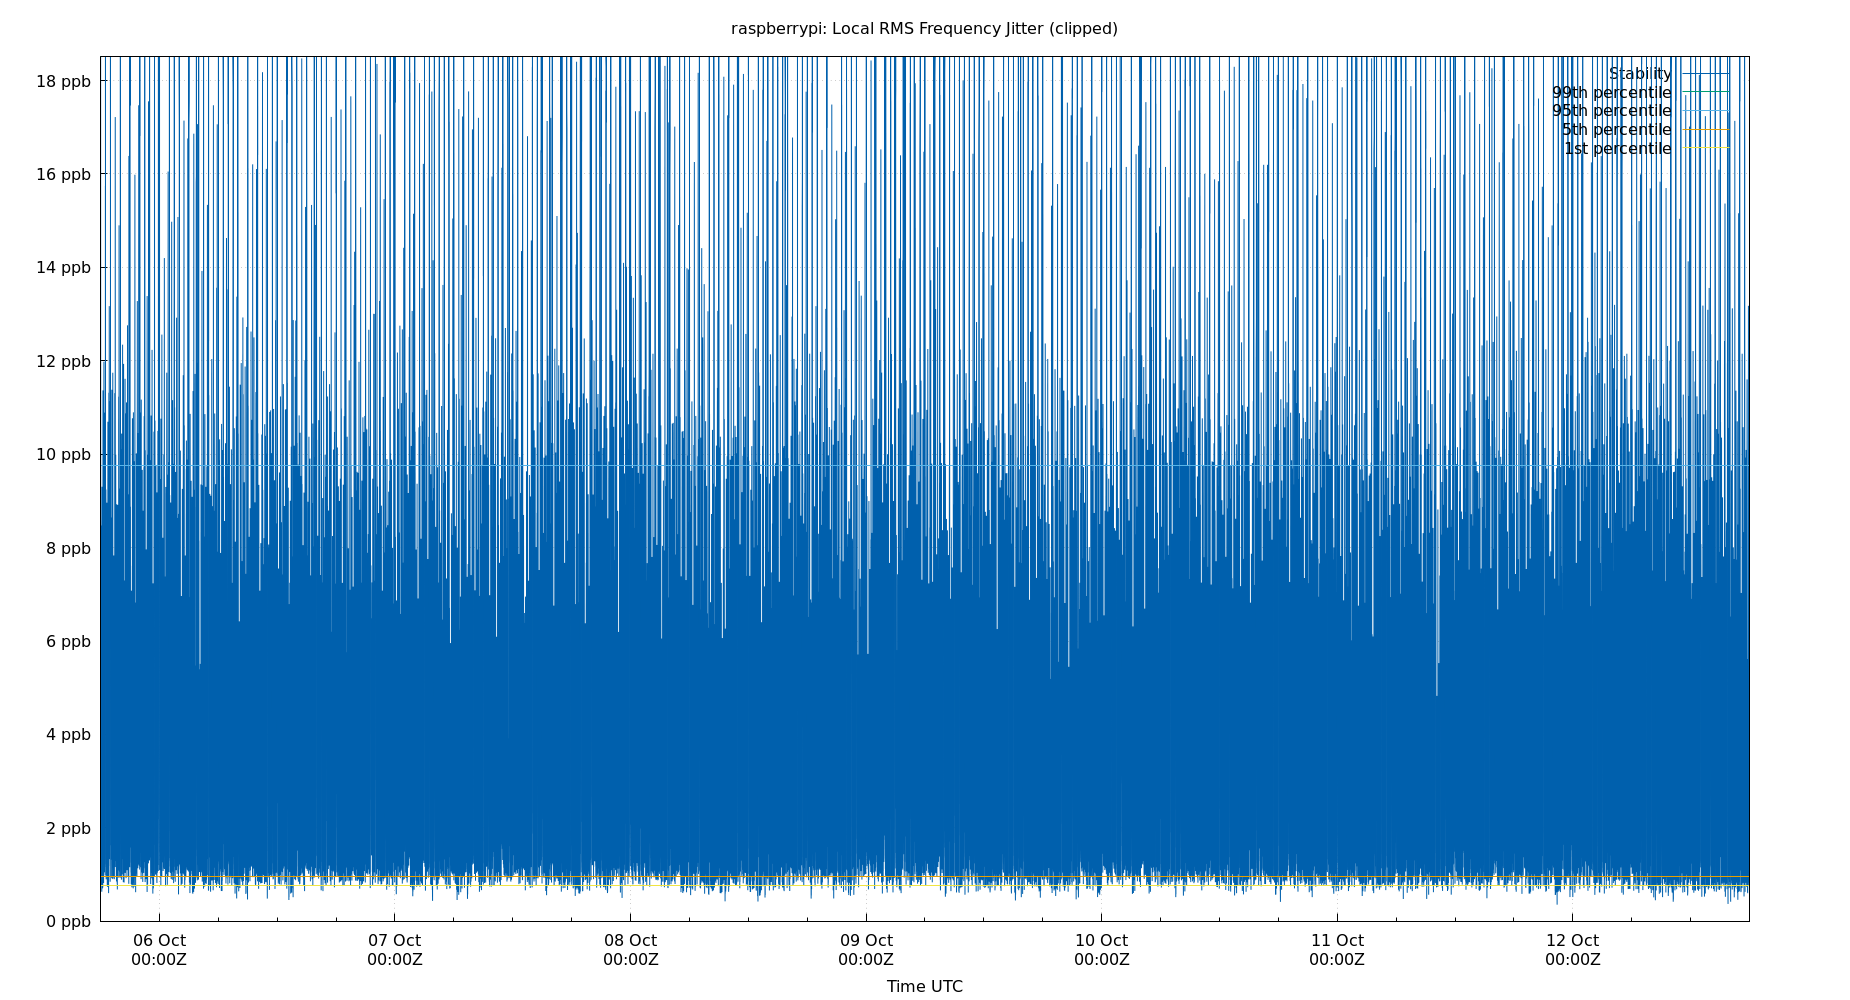 raspberrypi: Local RMS Frequency Jitter (clipped)
18 ppb
16 ppb
14 ppb
12 ppb
10 ppb
8 ppb
6 ppb
4 ppb
2 ppb
0 ppb
Stability
99th percentile
95th percentile
5th percentile
1st percentile
06 Oct 07 Oct 08 Oct 09 Oct 10 Oct 11 Oct 12 Oct
00:00Z 00:00Z 00:00Z 00:00Z 00:00Z 00:00Z 00:00Z
Time UTC